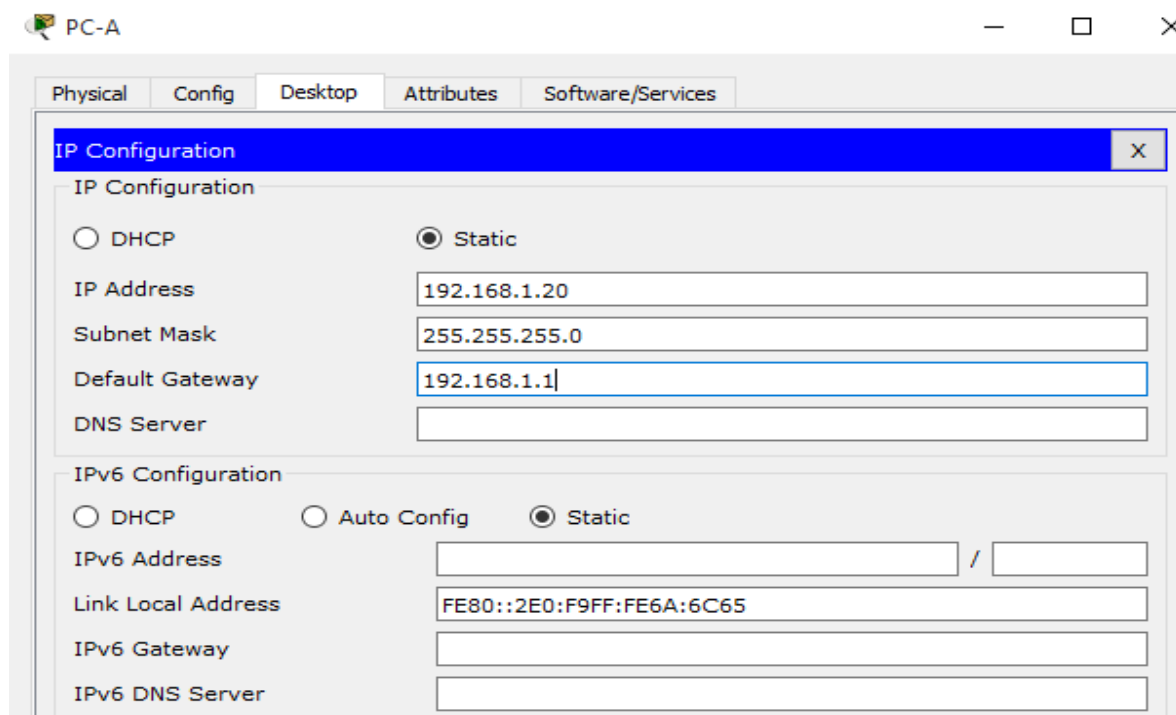 PC-A
Physical Config Desktop Attributes Software/Services
IP Configuration X
IP Configuration
DHCP Static
IP Address 192.168.1.20
Subnet Mask 255.255.255.0
Default Gateway 192.168.1.1
DNS Server
IPv6 Configuration
DHCP Auto Config Static
IPv6 Address /
Link Local Address FE80::2E0:F9FF:FE6A:6C65
IPv6 Gateway
IPv6 DNS Server